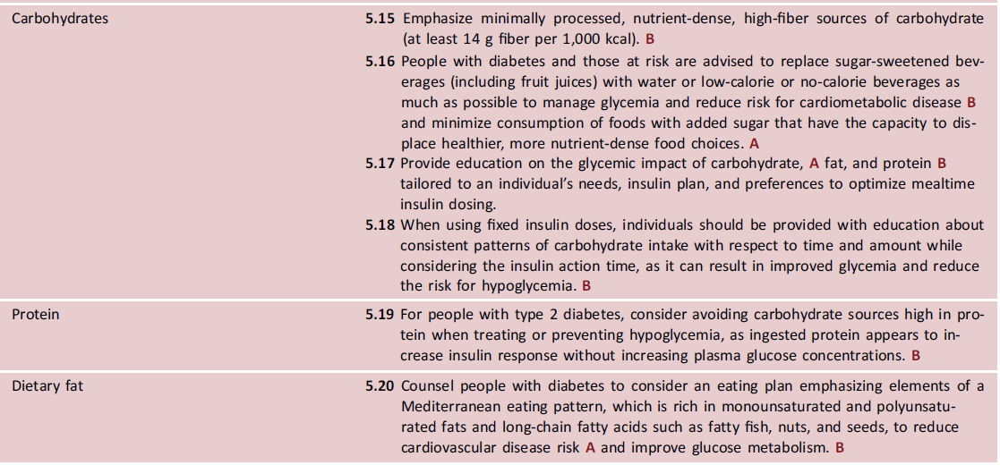 Carbohydrates
5.15 Emphasize minimally processed, nutrient-dense, high-fiber sources of carbohydrate
(at least 14 g fiber per 1,000 kcal). B
5.16 People with diabetes and those at risk are advised to replace sugar-sweetened bev-
erages (including fruit juices) with water or low-calorie or no-calorie beverages as
much as possible to manage glycemia and reduce risk for cardiometabolic disease B
and minimize consumption of foods with added sugar that have the capacity to dis-
place healthier, more nutrient-dense food choices. A
5.17 Provide education on the glycemic impact of carbohydrate, A fat, and protein B
tailored to an individual’s needs, insulin plan, and preferences to optimize mealtime
insulin dosing.
5.18 When using fixed insulin doses, individuals should be provided with education about
consistent patterns of carbohydrate intake with respect to time and amount while
considering the insulin action time, as it can result in improved glycemia and reduce
the risk for hypoglycemia. B
Protein
5.19 For people with type 2 diabetes, consider avoiding carbohydrate sources high in pro-
tein when treating or preventing hypoglycemia, as ingested protein appears to in-
crease insulin response without increasing plasma glucose concentrations. B
Dietary fat
5.20 Counsel people with diabetes to consider an eating plan emphasizing elements of a
Mediterranean eating pattern, which is rich in monounsaturated and polyunsatu-
rated fats and long-chain fatty acids such as fatty fish, nuts, and seeds, to reduce
cardiovascular disease risk A and improve glucose metabolism. B